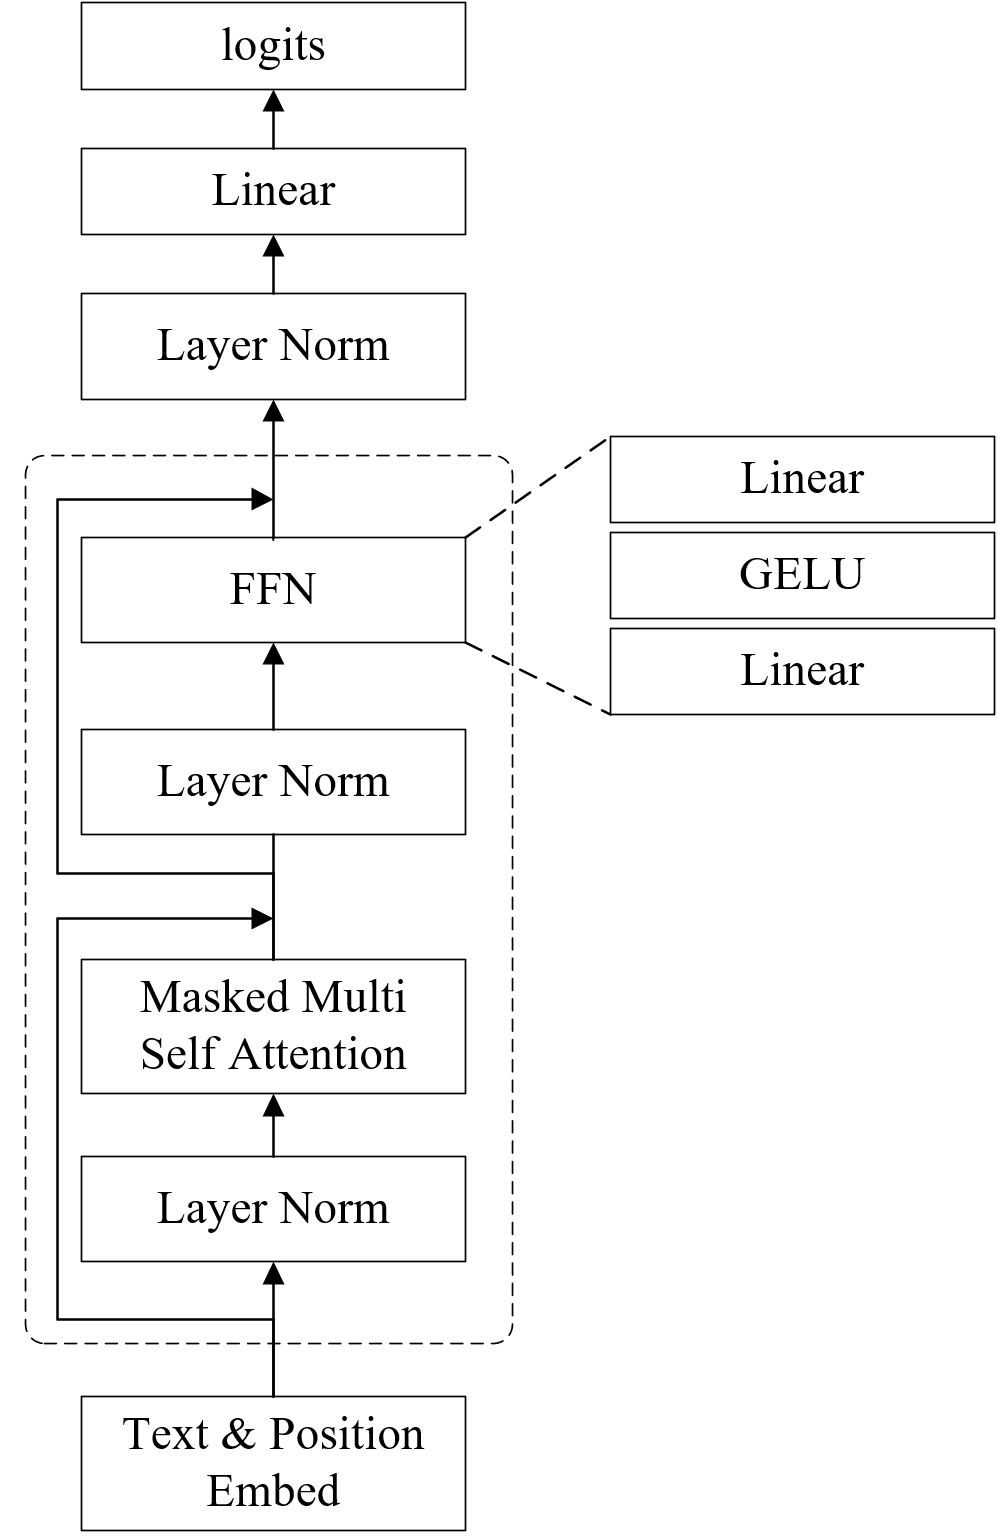 logits
Linear
Layer Norm
FFN
Linear
GELU
Linear
Layer Norm
Masked Multi
Self Attention
Layer Norm
Text & Position
Embed